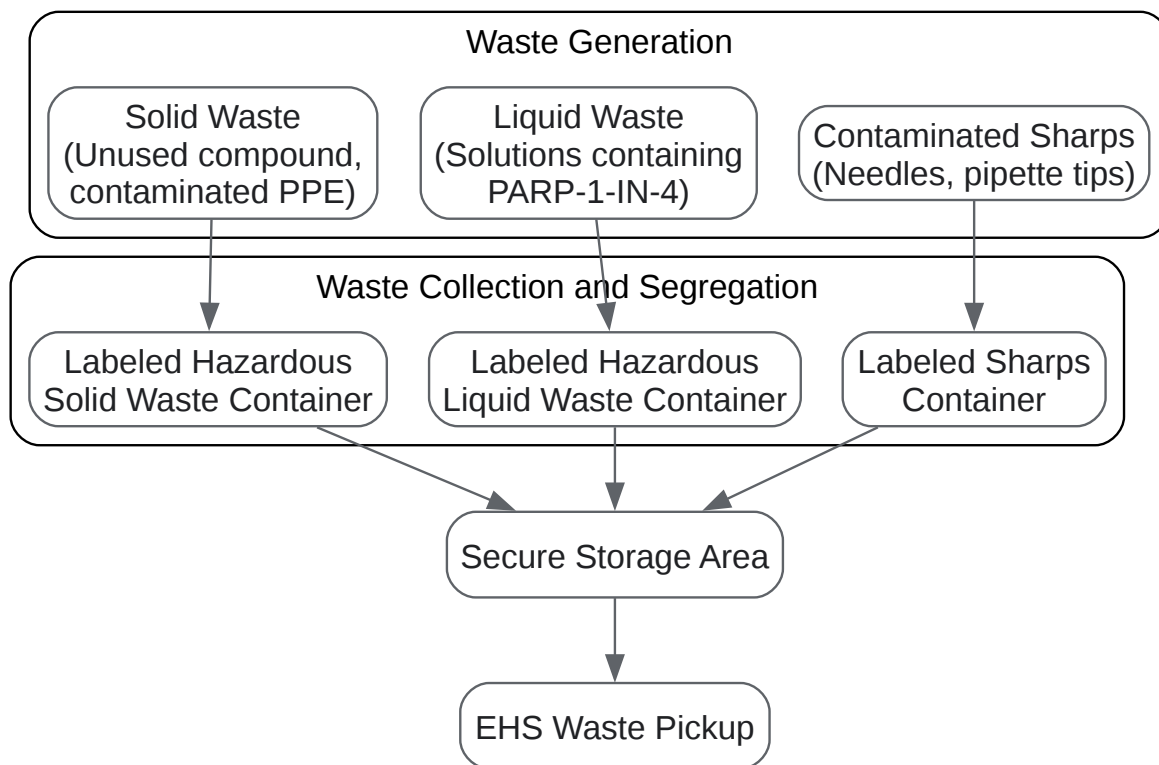 Waste Generation
Solid Waste
(Unused compound,
contaminated PPE)
Liquid Waste
(Solutions containing
PARP-1-IN-4)
Contaminated Sharps
(Needles, pipette tips)
Waste Collection and Segregation
Labeled Hazardous
Solid Waste Container
Labeled Hazardous
Liquid Waste Container
Labeled Sharps
Container
Secure Storage Area
EHS Waste Pickup